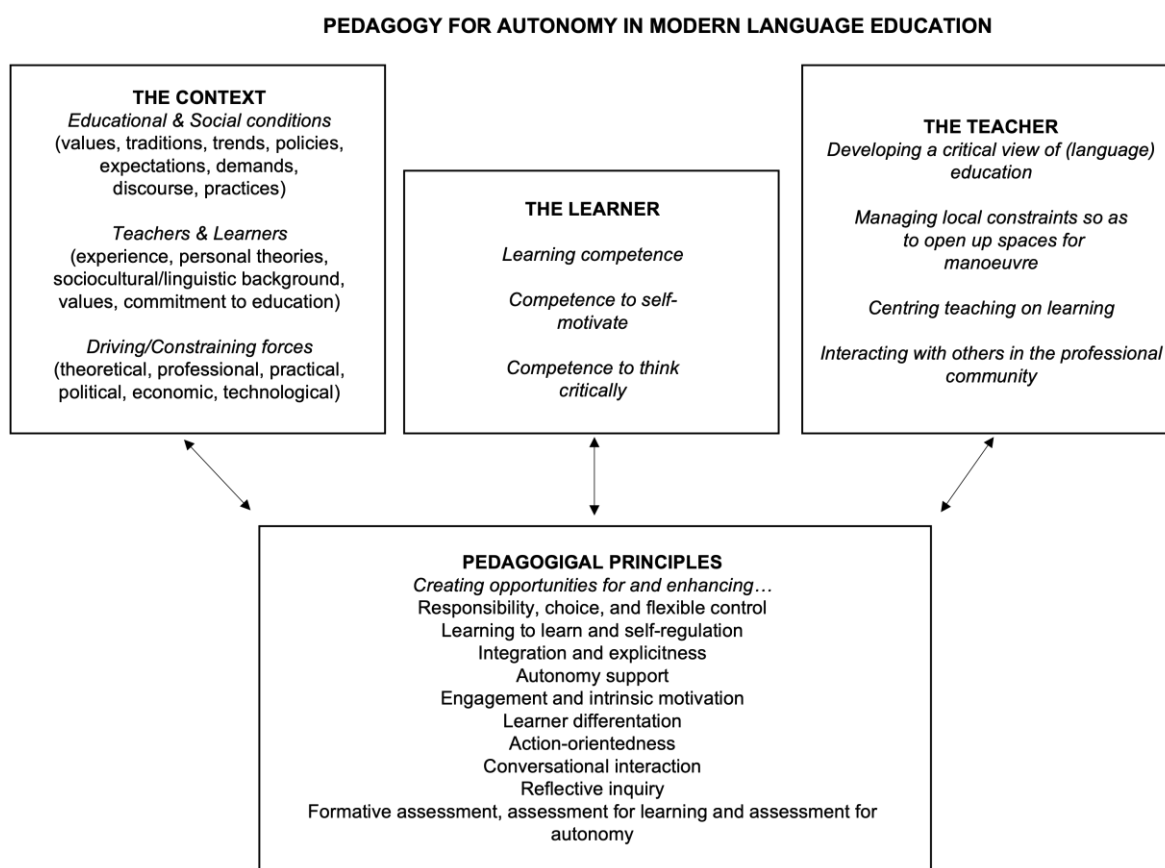 PEDAGOGY FOR AUTONOMY IN MODERN LANGUAGE EDUCATION
THE CONTEXT
Educational & Social conditions
(values, traditions, trends, policies,
expectations, demands,
discourse, practices)
Teachers & Learners
(experience, personal theories,
sociocultural/linguistic background,
values, commitment to education)
Driving/Constraining forces
(theoretical, professional, practical,
political, economic, technological)
THE LEARNER
Learning competence
Competence to self-
motivate
Competence to think
critically
THE TEACHER
Developing a critical view of (language)
education
Managing local constraints so as
to open up spaces for
manoeuvre
Centring teaching on learning
Interacting with others in the professional
community
PEDAGOGIGAL PRINCIPLES
Creating opportunities for and enhancing…
Responsibility, choice, and flexible control
Learning to learn and self-regulation
Integration and explicitness
Autonomy support
Engagement and intrinsic motivation
Learner differentation
Action-orientedness
Conversational interaction
Reflective inquiry
Formative assessment, assessment for learning and assessment for
autonomy